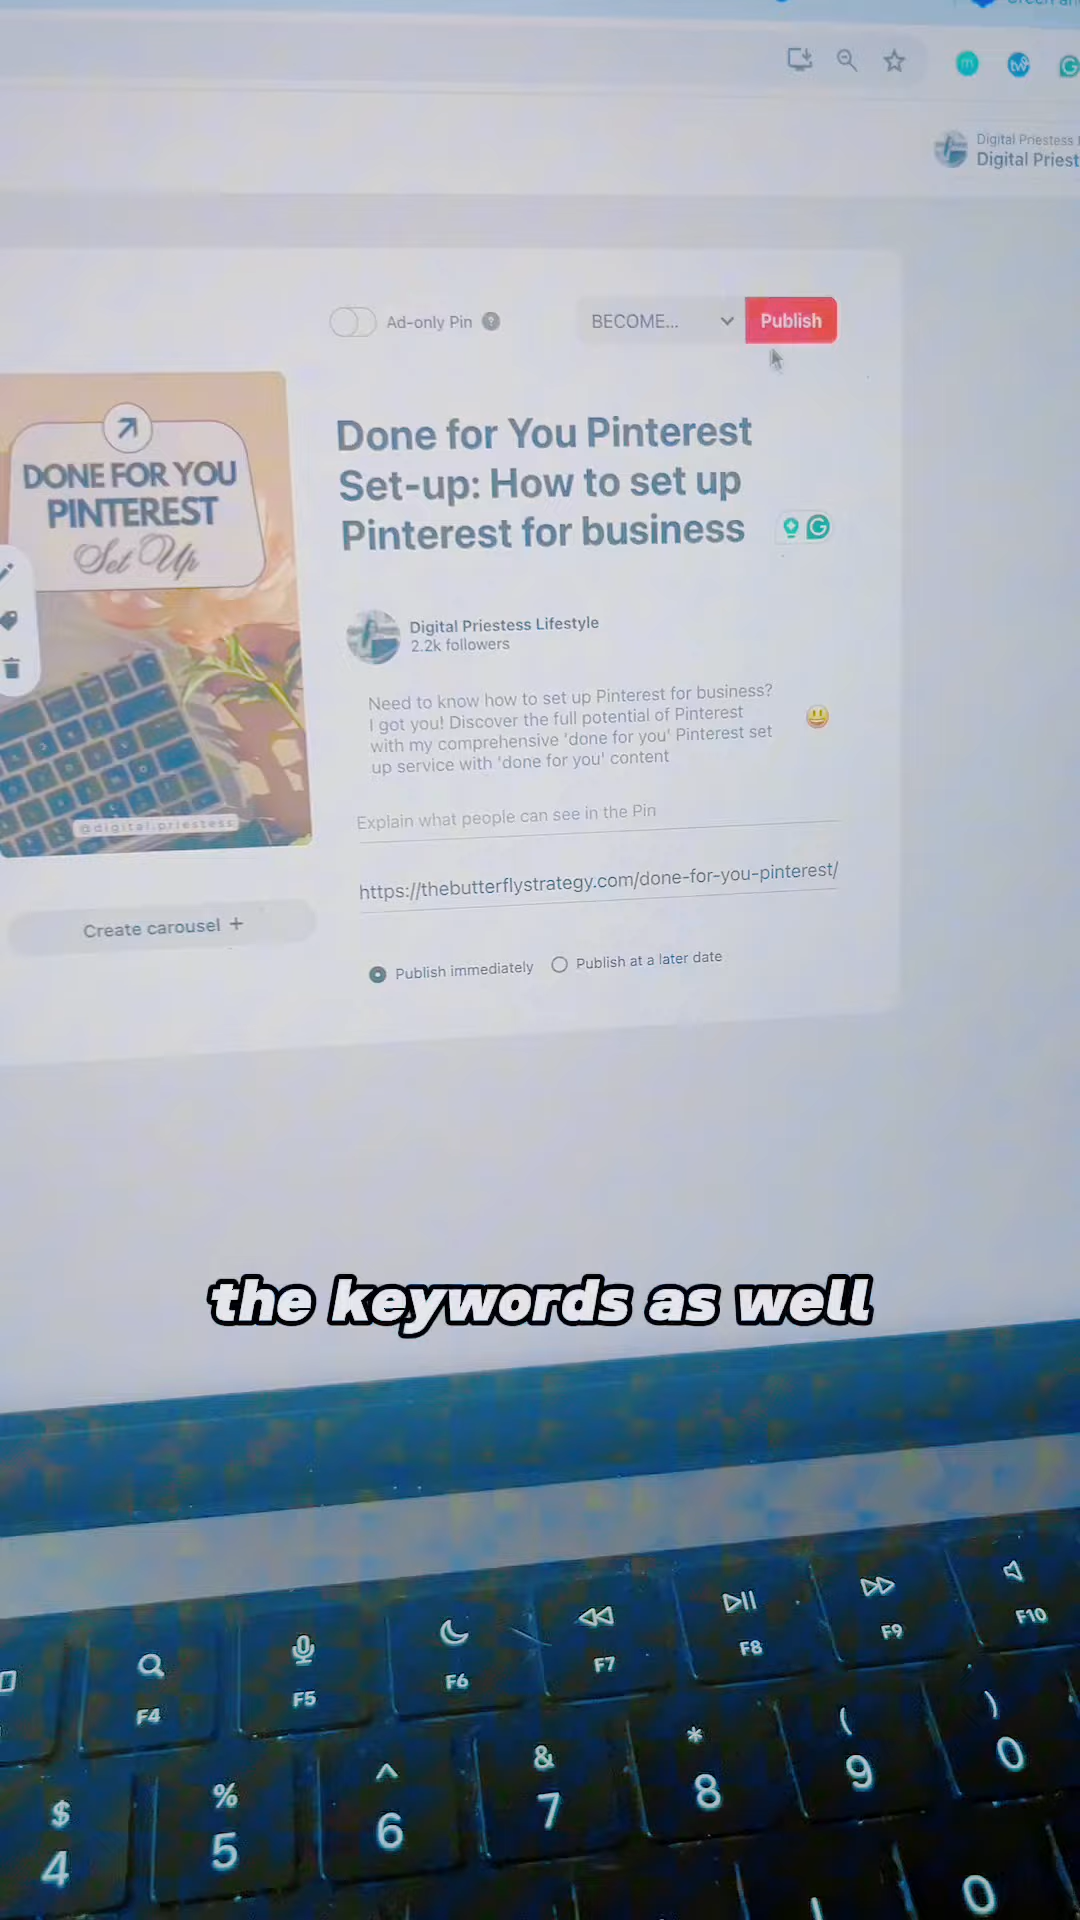 Digital Priestess
Digital Priest
Ad-only Pin ?
BECOME...
Publish
DONE FOR YOU
PINTEREST
Set Up
@digital.priestess
Done for You Pinterest
Set-up: How to set up
Pinterest for business
Digital Priestess Lifestyle
2.2k followers
Need to know how to set up Pinterest for business?
I got you! Discover the full potential of Pinterest
with my comprehensive 'done for you' Pinterest set
up service with 'done for you' content
Explain what people can see in the Pin
https://thebutterflystrategy.com/done-for-you-pinterest/
Create carousel +
Publish immediately
Publish at a later date
the keywords as well
F4
F5
F6
F7
F8
F9
F10
$
4
%
5
^
6
&
7
*
8
(
9
)
0